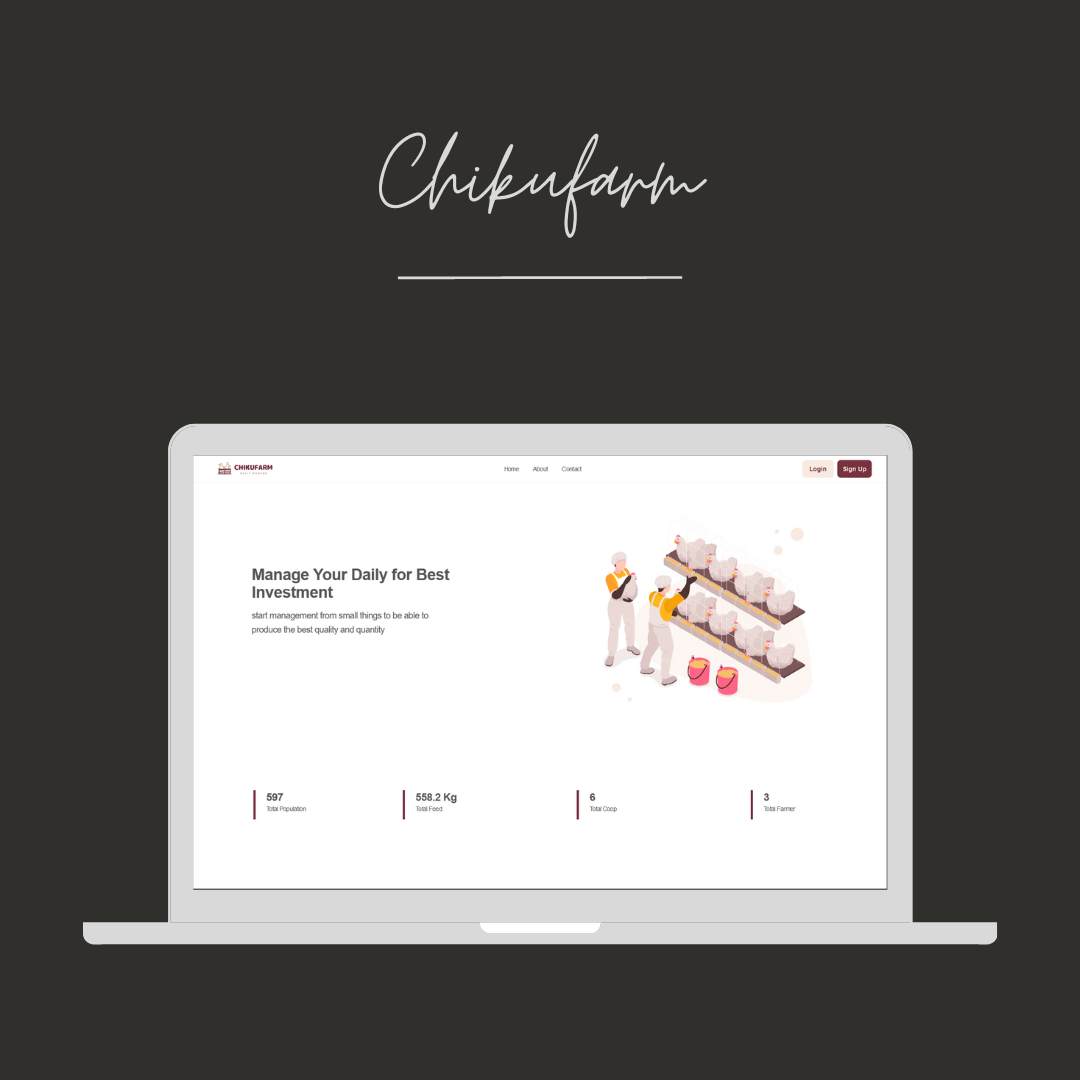 Chikufarm
CHIKUFARM
Home About Contact
Login Sign Up
Manage Your Daily for Best
Investment
start management from small things to be able to
produce the best quality and quantity
597
Total Population
558.2 Kg
Total Feed
6
Total Coop
3
Total Farmer